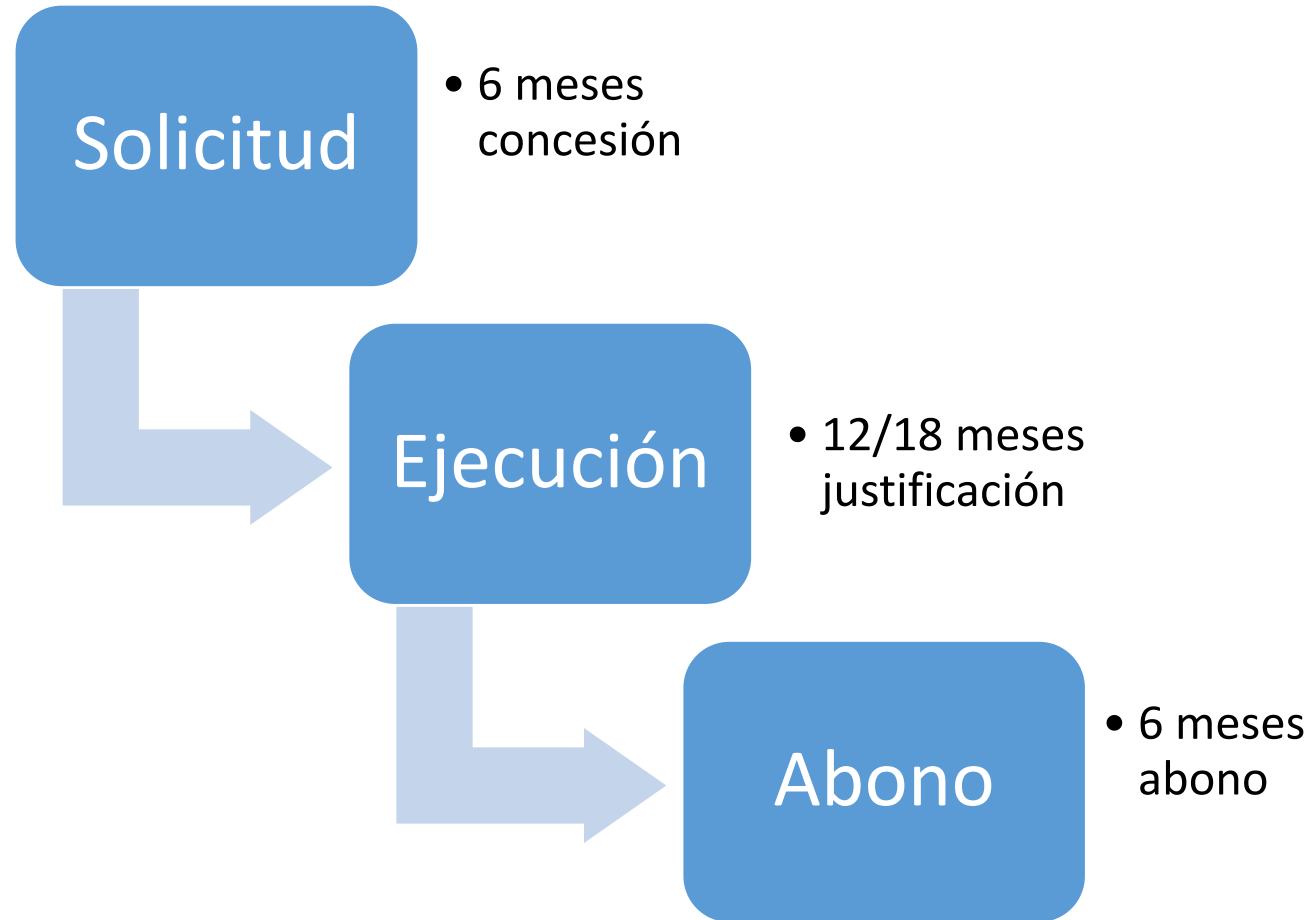 Solicitud
• 6 meses
concesión
Ejecución
• 12/18 meses
justificación
Abono
• 6 meses
abono